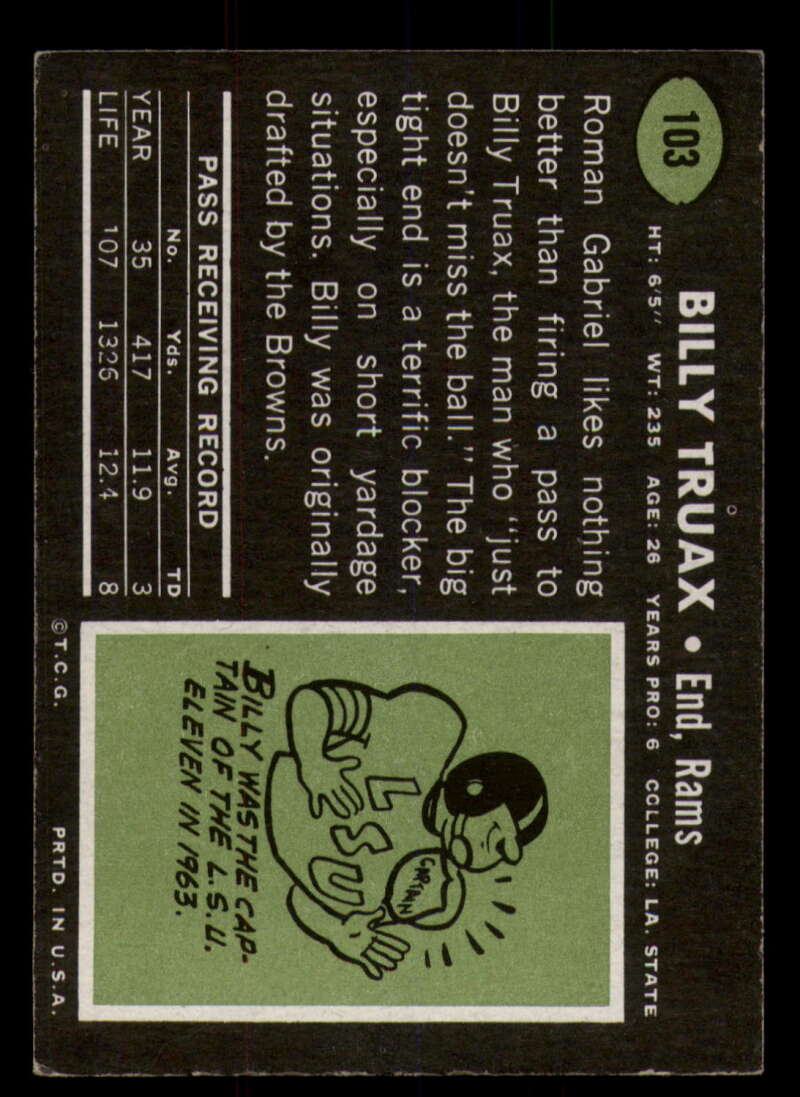 103
BILLY TRUAX • End, Rams
HT: 6'5" WT: 235 AGE: 26 YEARS PRO: 6 COLLEGE: LA. STATE
Roman Gabriel likes nothing
better than firing a pass to
Billy Truax, the man who "just
doesn't miss the ball." The big
tight end is a terrific blocker,
especially on short yardage
situations. Billy was originally
drafted by the Browns.
PASS RECEIVING RECORD
No. Yds. Avg. TD
YEAR 35 417 11.9 3
LIFE 107 1326 12.4 8
LSU
CAPTAIN
BILLY WAS THE CAP-
TAIN OF THE L.S.U.
ELEVEN IN 1963.
©T.C.G. PRTD. IN U.S.A.